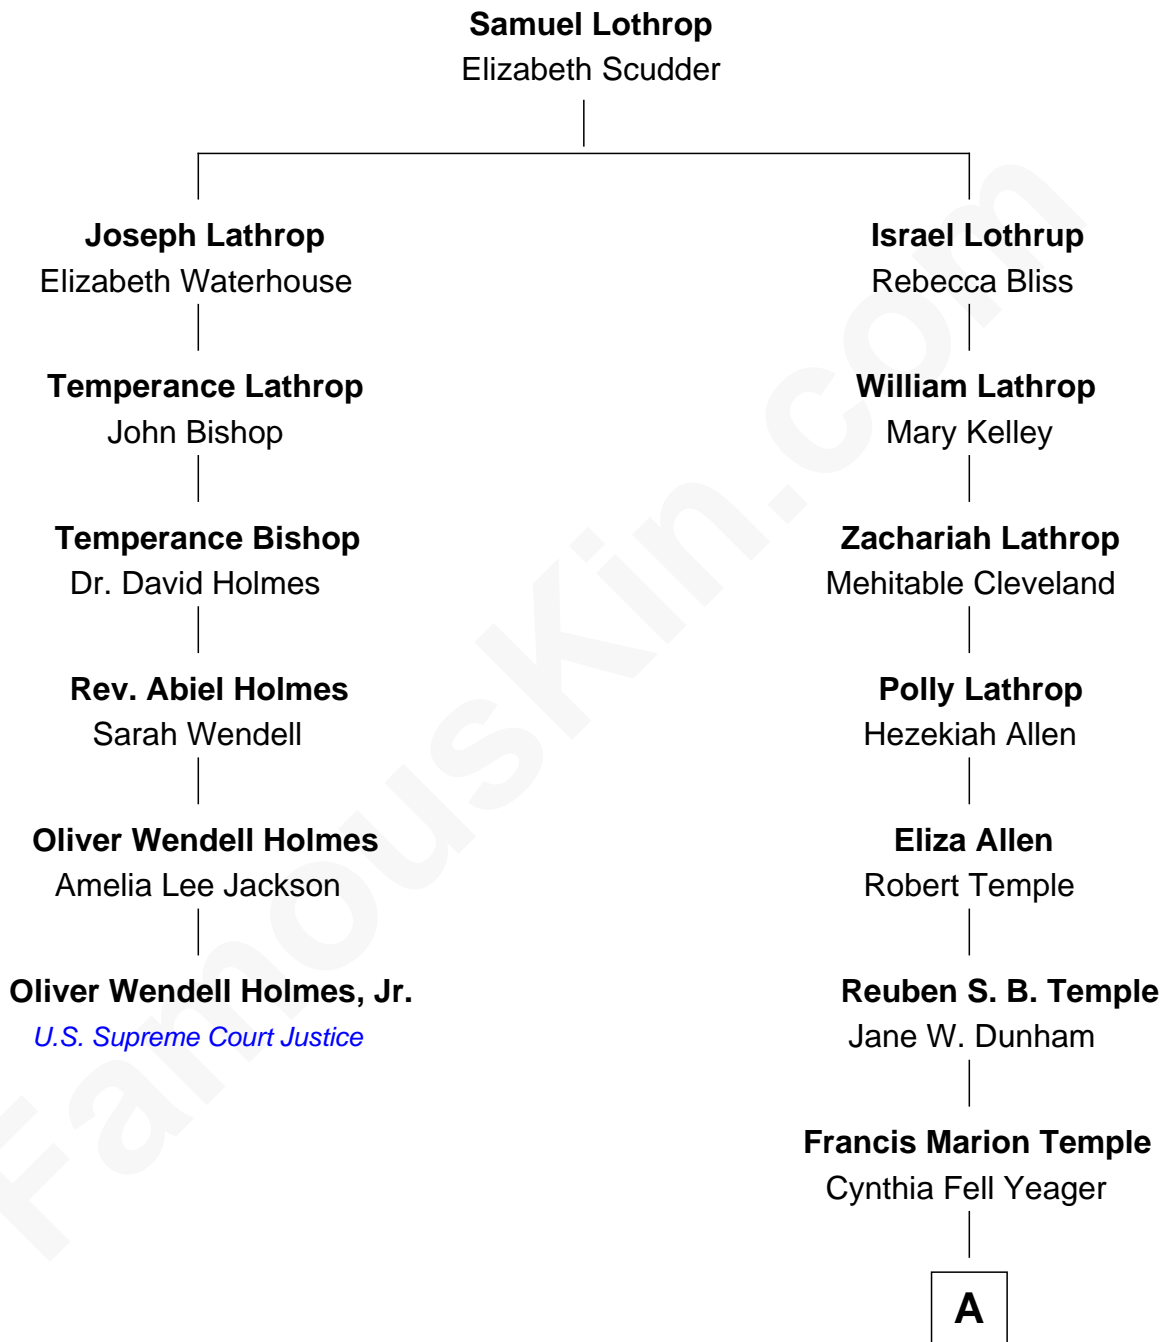 Samuel Lothrop
Elizabeth Scudder
Joseph Lathrop
Elizabeth Waterhouse
Temperance Lathrop
John Bishop
Temperance Bishop
Dr. David Holmes
Rev. Abiel Holmes
Sarah Wendell
Oliver Wendell Holmes
Amelia Lee Jackson
Oliver Wendell Holmes, Jr.
U.S. Supreme Court Justice
Israel Lothrup
Rebecca Bliss
William Lathrop
Mary Kelley
Zachariah Lathrop
Mehitable Cleveland
Polly Lathrop
Hezekiah Allen
Eliza Allen
Robert Temple
Reuben S. B. Temple
Jane W. Dunham
Francis Marion Temple
Cynthia Fell Yeager
A
FamousKin.com